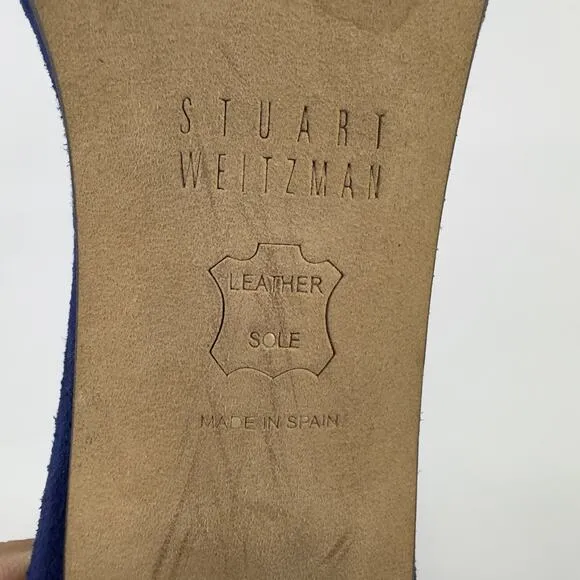 STUART
WEITZMAN
LEATHER
SOLE
MADE IN SPAIN